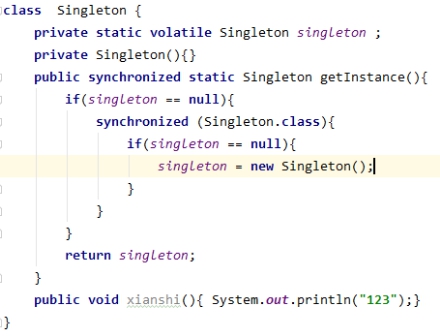 class  Singleton {
    private static volatile Singleton singleton ;
    private Singleton(){}
    public synchronized static Singleton getInstance(){
        if(singleton == null){
            synchronized (Singleton.class){
                if(singleton == null){
                    singleton = new Singleton();
                }
            }
        }
        return singleton;
    }
    public void xianshi(){ System.out.println("123");}
}